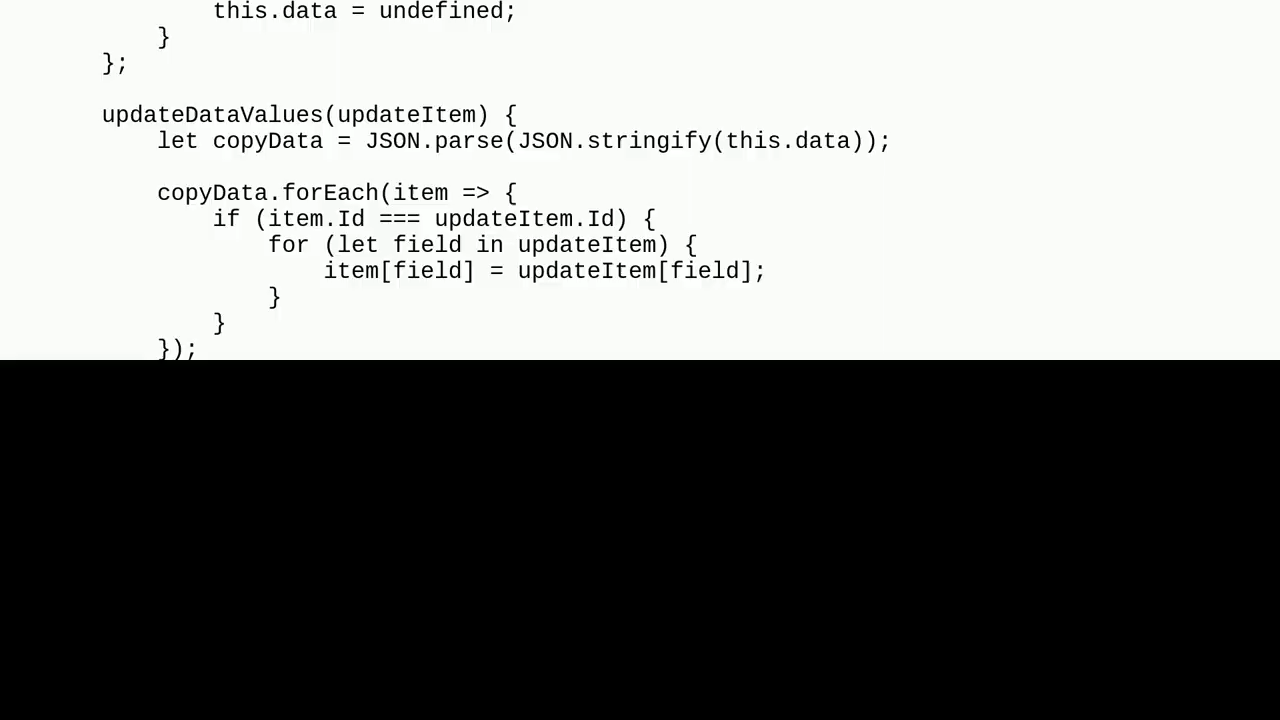 this.data = undefined;
}
};
updateDataValues(updateItem) {
let copyData = JSON.parse(JSON.stringify(this.data));
copyData.forEach(item => {
if (item.Id === updateItem.Id) {
for (let field in updateItem) {
item[field] = updateItem[field];
}
}
});